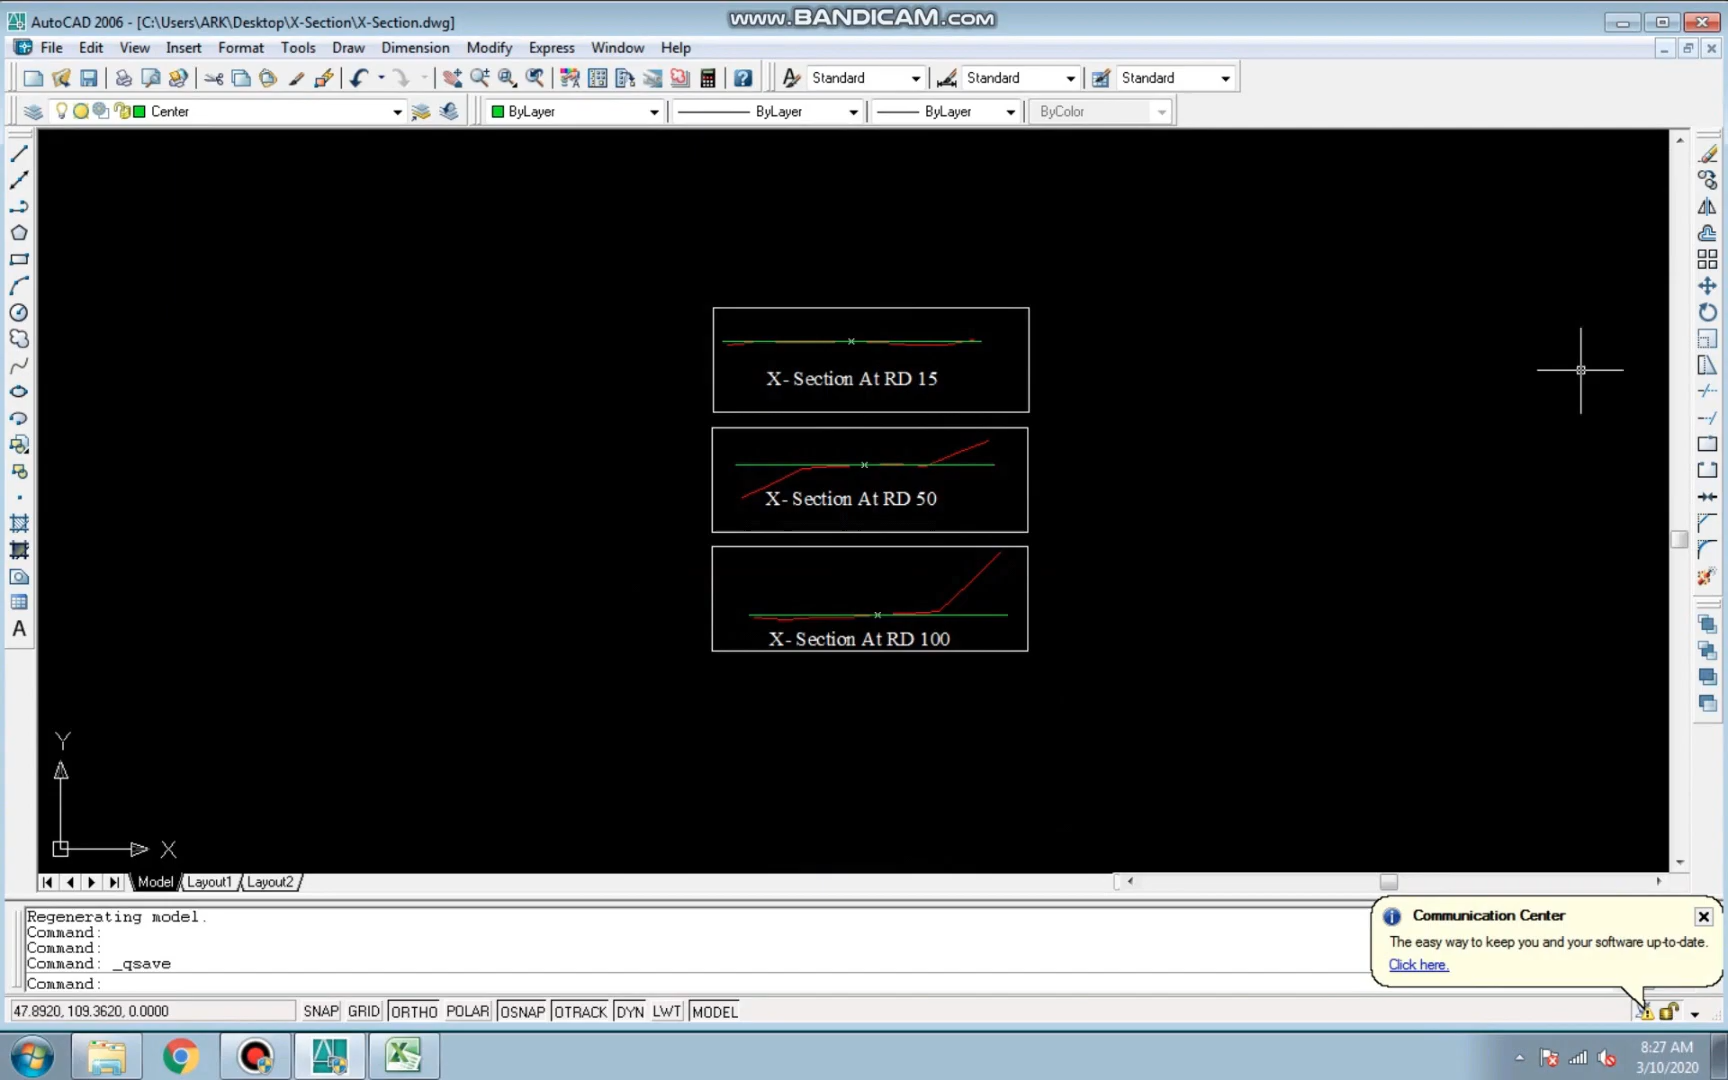 AutoCAD 2006 - [C:\Users\ARK\Desktop\X-Section\X-Section.dwg]
www.BANDICAM.com
File Edit View Insert Format Tools Draw Dimension Modify Express Window Help
Standard Standard Standard
Center ByLayer ByLayer ByLayer ByColor
X- Section At RD 15
X- Section At RD 50
X- Section At RD 100
Y
X
Model Layout1 Layout2
Regenerating model.
Command:
Command:
Command: _qsave
Command:
Communication Center
The easy way to keep you and your software up-to-date.
Click here.
47.8920, 109.3620, 0.0000 SNAP GRID ORTHO POLAR OSNAP OTRACK DYN LWT MODEL
8:27 AM
3/10/2020